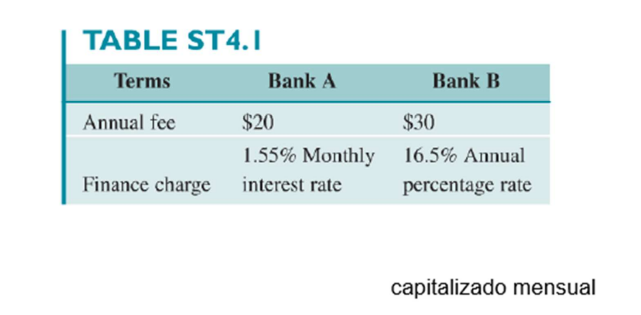 TABLE ST4.1
Terms Bank A Bank B
Annual fee $20 $30
1.55% Monthly 16.5% Annual
Finance charge interest rate percentage rate
capitalizado mensual